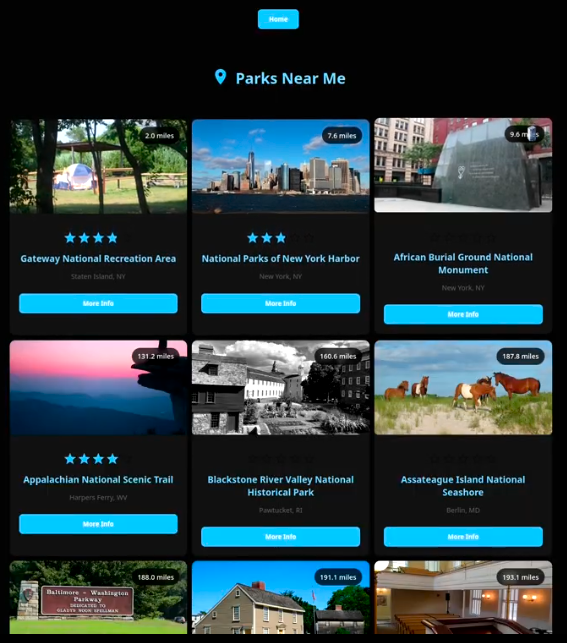 Home
Parks Near Me
2.0 miles
7.6 miles
9.6 miles
Gateway National Recreation Area
Staten Island, NY
More Info
National Parks of New York Harbor
New York, NY
More Info
African Burial Ground National
Monument
New York, NY
More Info
131.2 miles
160.6 miles
187.8 miles
Appalachian National Scenic Trail
Harpers Ferry, WV
More Info
Blackstone River Valley National
Historical Park
Pawtucket, RI
More Info
Assateague Island National
Seashore
Berlin, MD
More Info
188.0 miles
Baltimore - Washington
Parkway
DEDICATED TO
GLADYS NOON SPELLMAN
191.1 miles
193.1 miles